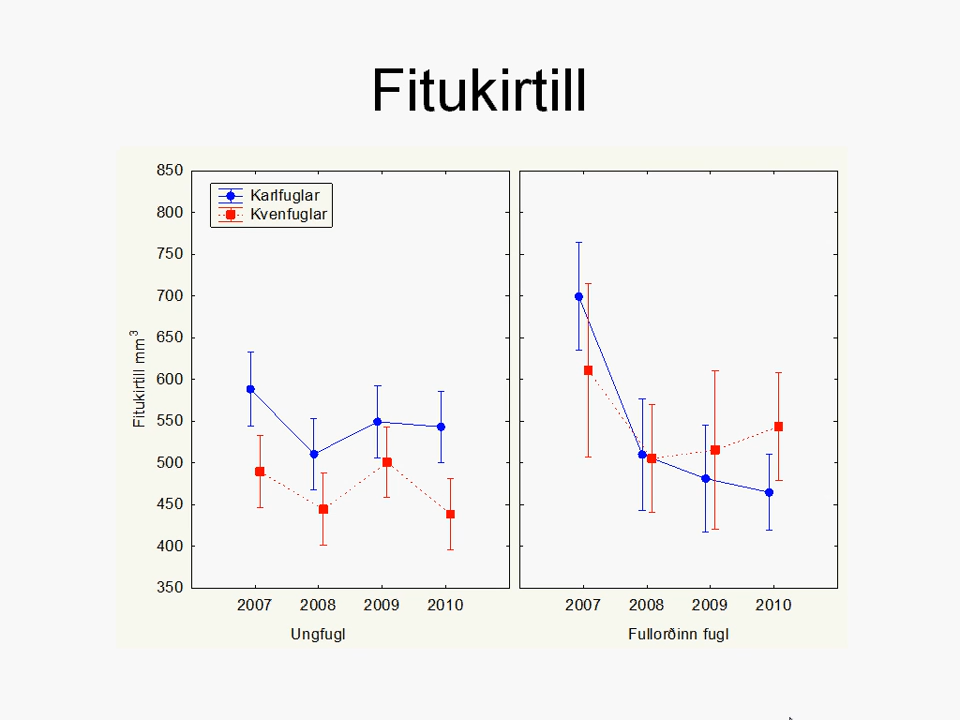 Fitukirtill
850
800
750
700
650
600
550
500
450
400
350
Fitukirtill mm³
Karlfuglar
Kvenfuglar
2007 2008 2009 2010
Ungfugl
2007 2008 2009 2010
Fullorðinn fugl